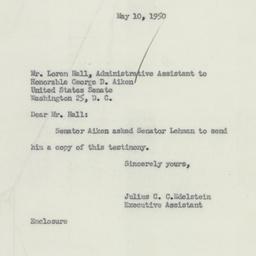 May 10, 1950
Mr. Loren Hall, Administrative Assistant to
Honorable George D. Aiken
United States Senate
Washington 25, D. C.
Dear Mr. Hall:
Senator Aiken asked Senator Lehman to send
him a copy of this testimony.
Sincerely yours,
Julius C. C. Edelstein
Executive Assistant
Enclosure